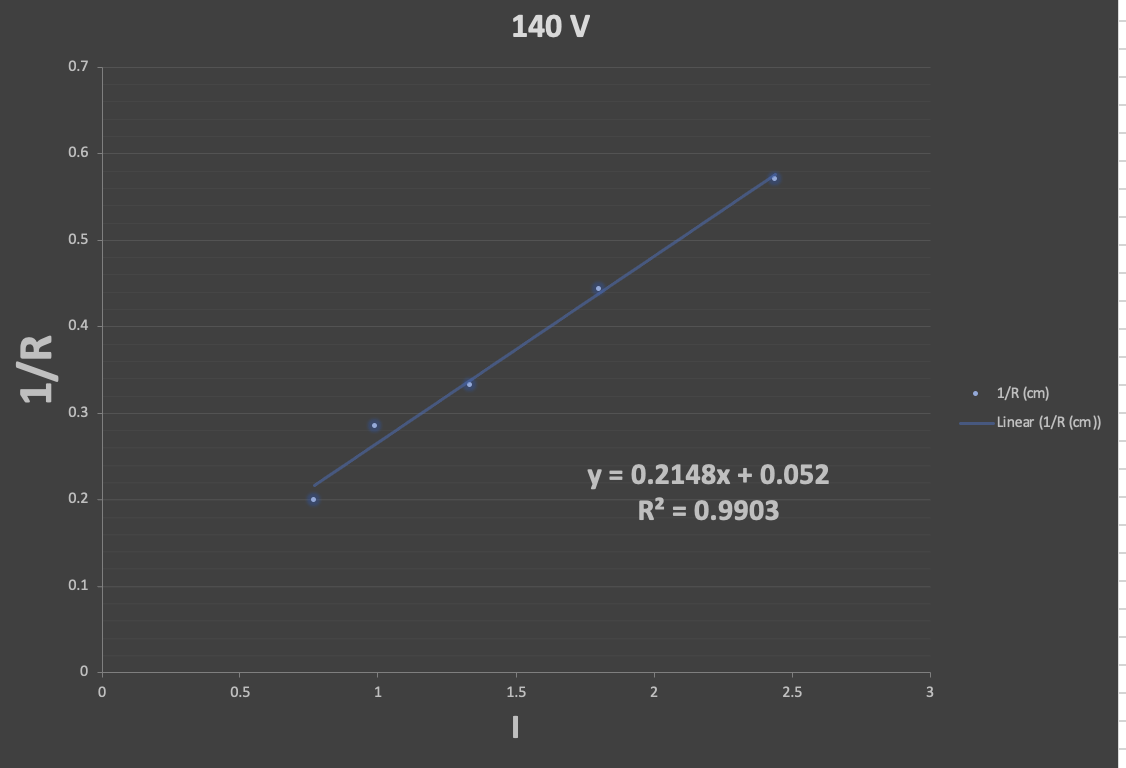 140 V
0.7
0.6
0.5
0.4
0.3
0.2
0.1
0
1/R
0 0.5 1 1.5 2 2.5 3
I
y = 0.2148x + 0.052
R² = 0.9903
1/R (cm)
Linear (1/R (cm))